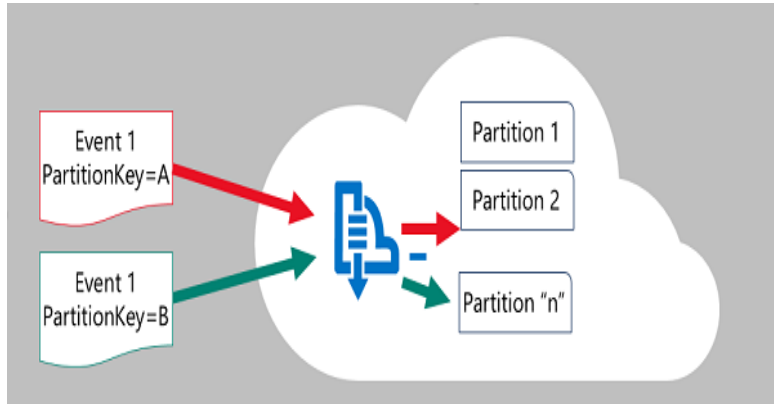 Event 1
PartitionKey=A
Event 1
PartitionKey=B
Partition 1
Partition 2
Partition “n”